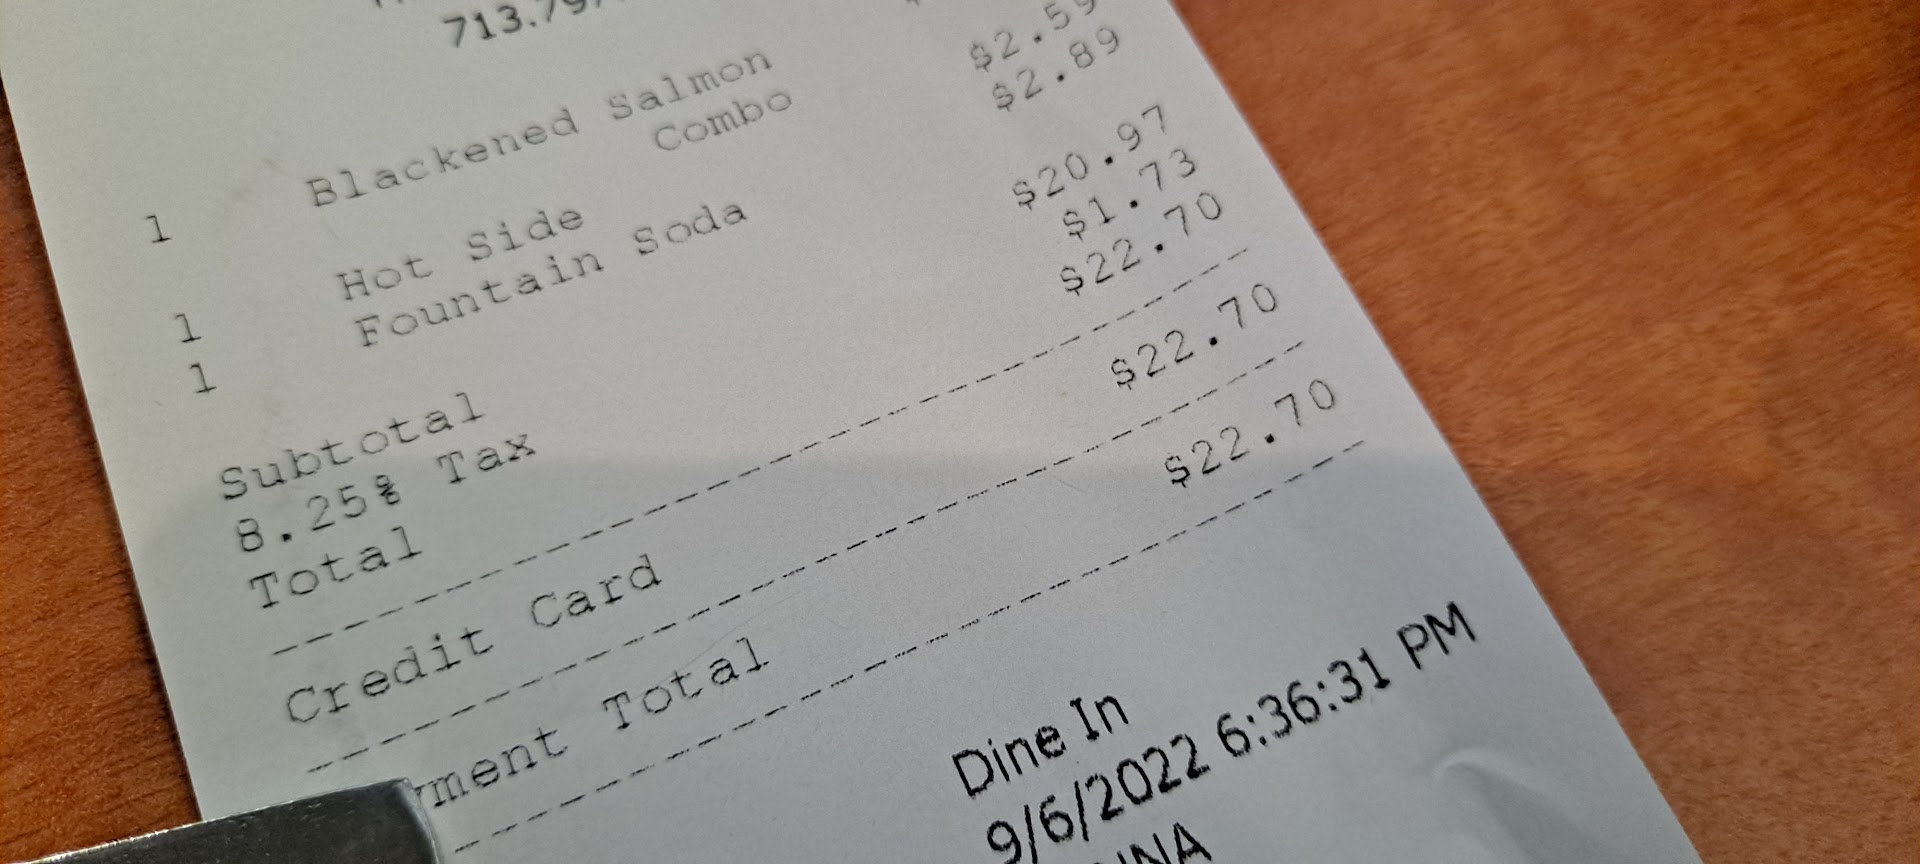 713.797
1 Blackened Salmon
Combo
1 Hot Side $2.59
1 Fountain Soda $2.89
Subtotal $20.97
8.25% Tax $1.73
Total $22.70
Credit Card $22.70
Total $22.70
Dine In
9/6/2022 6:36:31 PM